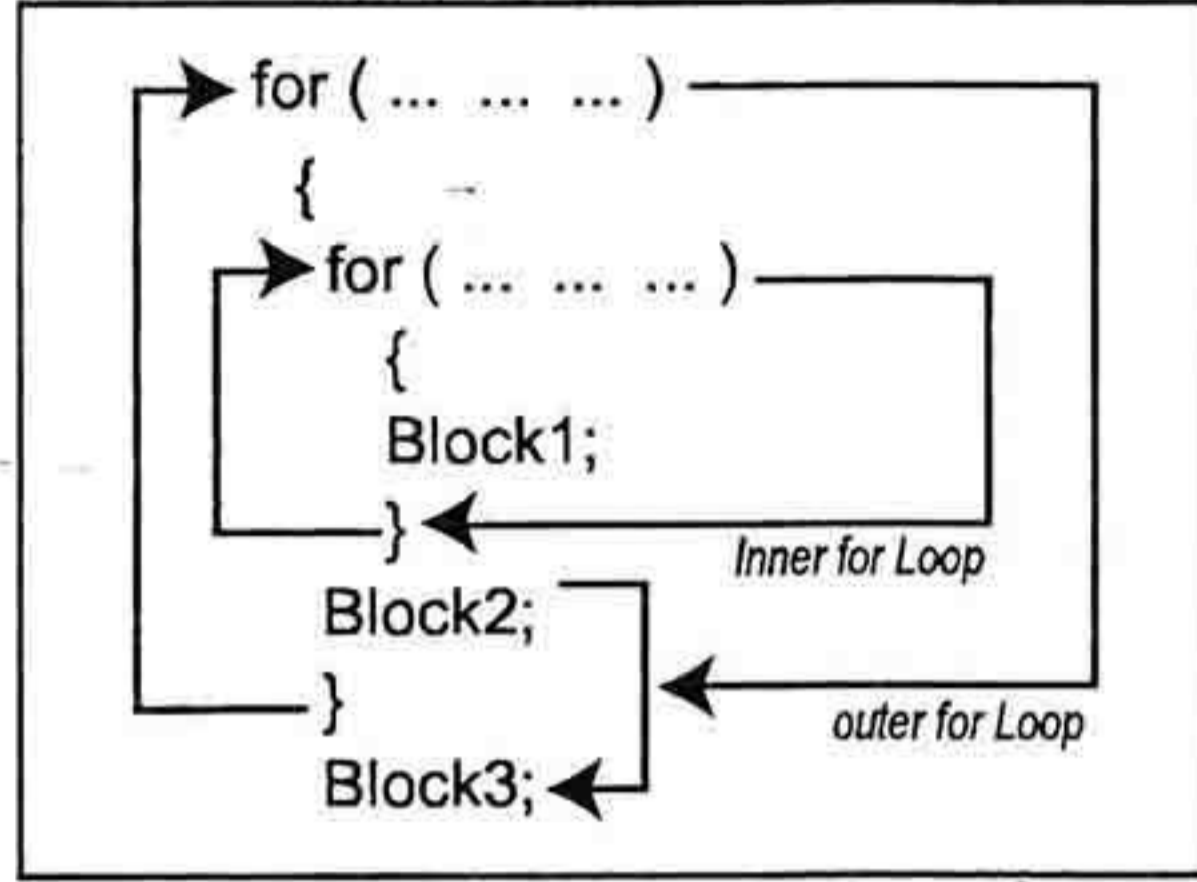 for ( ... ... ... )
{
for ( ... ... ... )
{
Block1;
}
Inner for Loop
Block2;
}
outer for Loop
Block3;